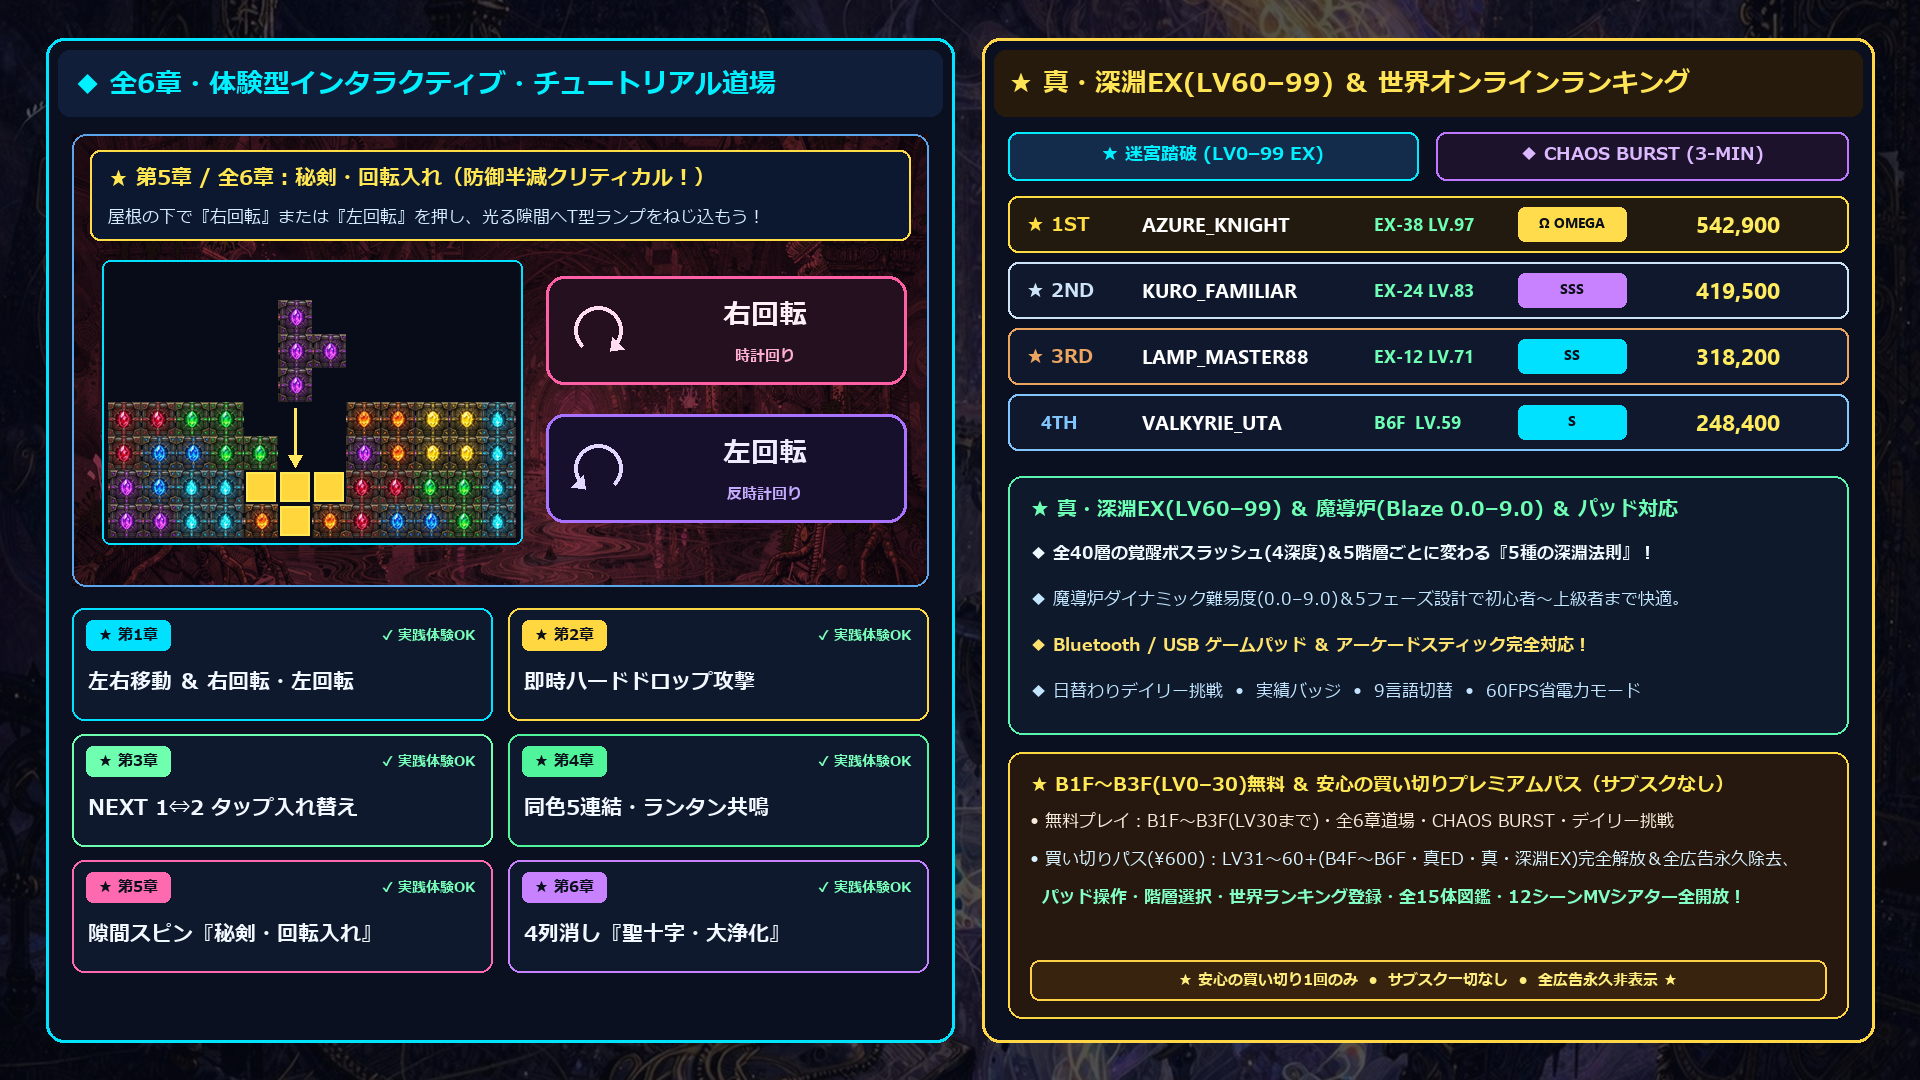 ◆ 全6章・体験型インタラクティブ・チュートリアル道場
★ 第5章 / 全6章：秘剣・回転入れ（防御半減クリティカル！）
屋根の下で『右回転』または『左回転』を押し、光る隙間へT型ランプをねじ込もう！
右回転
時計回り
左回転
反時計回り
★ 第1章
✓ 実践体験OK
左右移動 ＆ 右回転・左回転
★ 第2章
✓ 実践体験OK
即時ハードドロップ攻撃
★ 第3章
✓ 実践体験OK
NEXT 1⇔2 タップ入れ替え
★ 第4章
✓ 実践体験OK
同色5連結・ランタン共鳴
★ 第5章
✓ 実践体験OK
隙間スピン『秘剣・回転入れ』
★ 第6章
✓ 実践体験OK
4列消し『聖十字・大浄化』
★ 真・深淵EX(LV60–99) ＆ 世界オンラインランキング
★ 迷宮踏破 (LV0–99 EX)
◆ CHAOS BURST (3-MIN)
★ 1ST AZURE_KNIGHT EX-38 LV.97 Ω OMEGA 542,900
★ 2ND KURO_FAMILIAR EX-24 LV.83 SSS 419,500
★ 3RD LAMP_MASTER88 EX-12 LV.71 SS 318,200
4TH VALKYRIE_UTA B6F LV.59 S 248,400
★ 真・深淵EX(LV60–99) ＆ 魔導炉(Blaze 0.0–9.0) ＆ パッド対応
◆ 全40層の覚醒ボスラッシュ(4深度)＆5階層ごとに変わる『5種の深淵法則』！
◆ 魔導炉ダイナミック難易度(0.0–9.0)＆5フェーズ設計で初心者〜上級者まで快適。
◆ Bluetooth / USB ゲームパッド ＆ アーケードスティック完全対応！
◆ 日替わりデイリー挑戦 • 実績バッジ • 9言語切替 • 60FPS省電力モード
★ B1F〜B3F(LV0–30)無料 ＆ 安心の買い切りプレミアムパス（サブスクなし）
• 無料プレイ：B1F〜B3F(LV30まで)・全6章道場・CHAOS BURST・デイリー挑戦
• 買い切りパス(¥600)：LV31〜60+(B4F〜B6F・真ED・真・深淵EX)完全解放＆全広告永久除去、
パッド操作・階層選択・世界ランキング登録・全15体図鑑・12シーンMVシアター全開放！
★ 安心の買い切り1回のみ • サブスク一切なし • 全広告永久非表示 ★